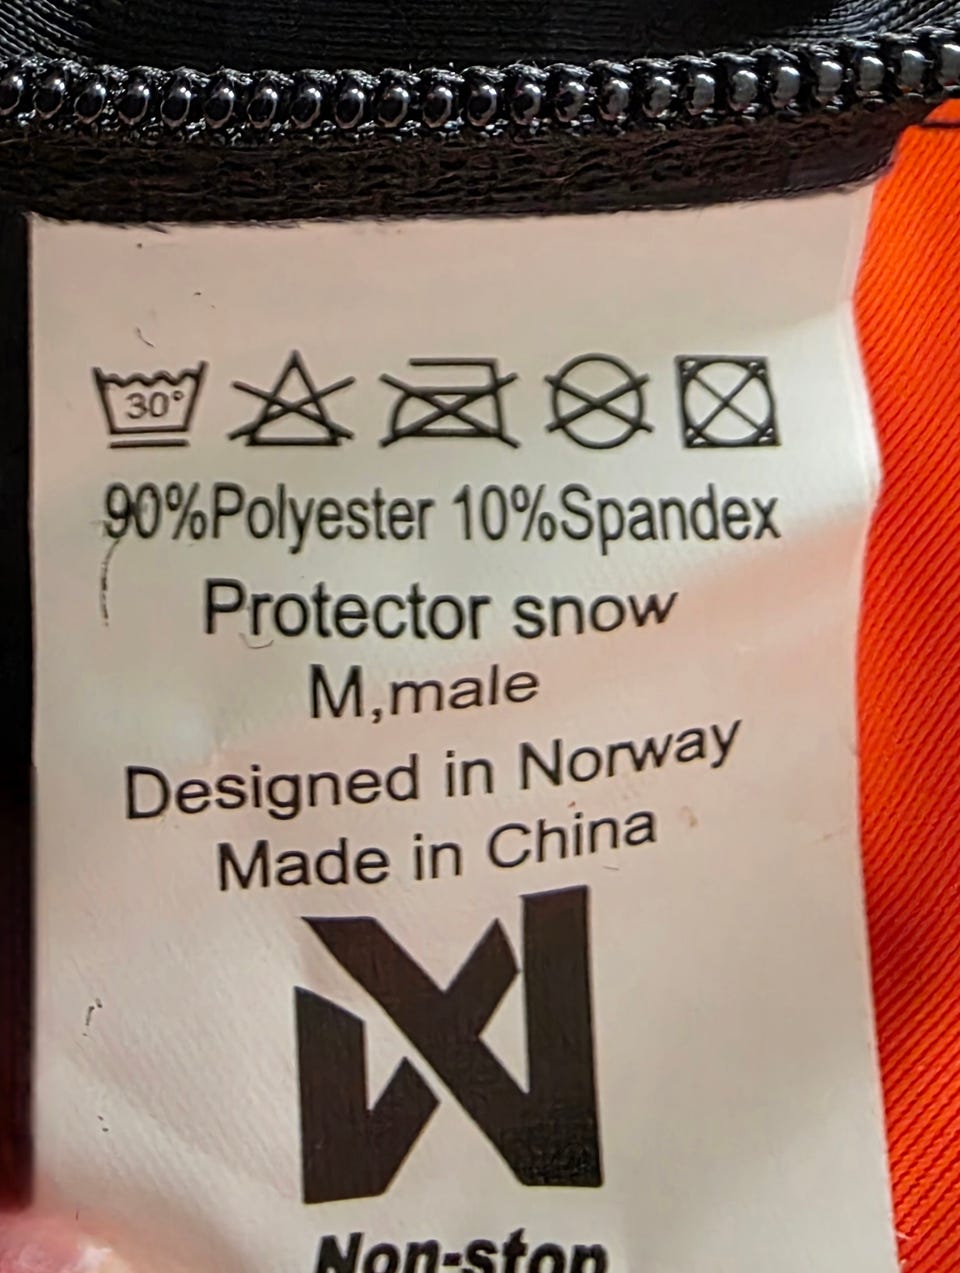 30°
90%Polyester 10%Spandex
Protector snow
M,male
Designed in Norway
Made in China
Non-stop